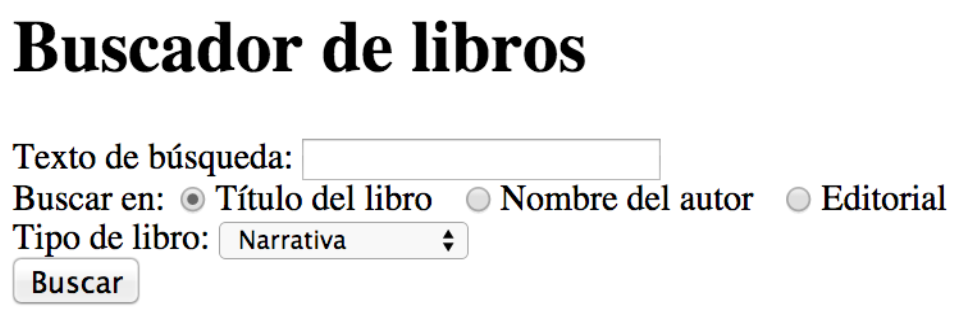 Buscador de libros
Texto de búsqueda:
Buscar en: Título del libro Nombre del autor Editorial
Tipo de libro: Narrativa
Buscar